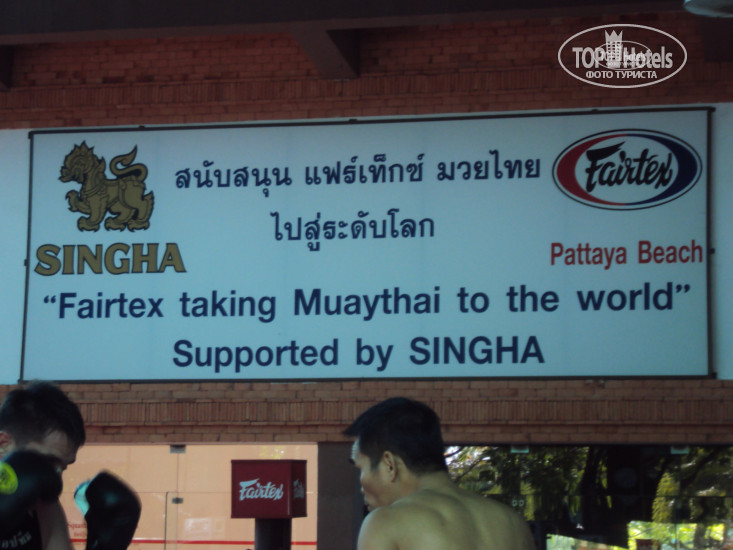 TOP Hotels
ФОТО ТУРИСТА
สนับสนุน แฟร์เท็กซ์ มวยไทย
ไปสู่ระดับโลก
SINGHA
Fairtex
Pattaya Beach
“Fairtex taking Muaythai to the world”
Supported by SINGHA
Fairtex